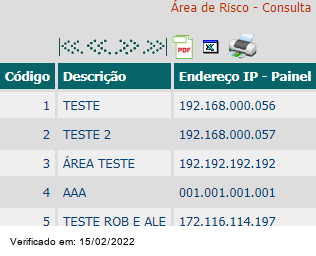 Área de Risco - Consulta
PDF
Código Descrição Endereço IP - Painel
1 TESTE 192.168.000.056
2 TESTE 2 192.168.000.057
3 ÁREA TESTE 192.192.192.192
4 AAA 001.001.001.001
5 TESTE ROB E ALE 172.116.114.197
Verificado em: 15/02/2022